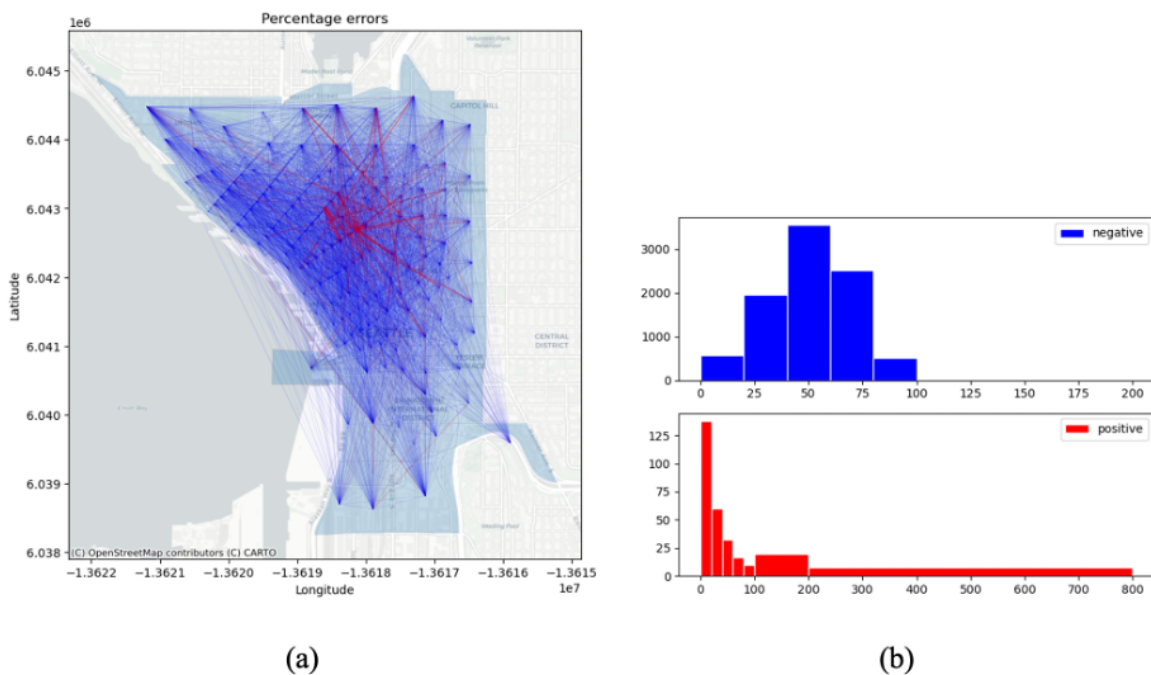 Percentage errors
1e6
6.045
6.044
6.043
6.042
6.041
6.040
6.039
6.038
Latitude
CAPITOL HILL
CENTRAL
DISTRICT
INTERNATIONAL
DISTRICT
(C) OpenStreetMap contributors (C) CARTO
−1.3622 −1.3621 −1.3620 −1.3619 −1.3618 −1.3617 −1.3616 −1.3615
1e7
Longitude
(a)
negative
3000
2000
1000
0
0 25 50 75 100 125 150 175 200
positive
125
100
75
50
25
0
0 100 200 300 400 500 600 700 800
(b)